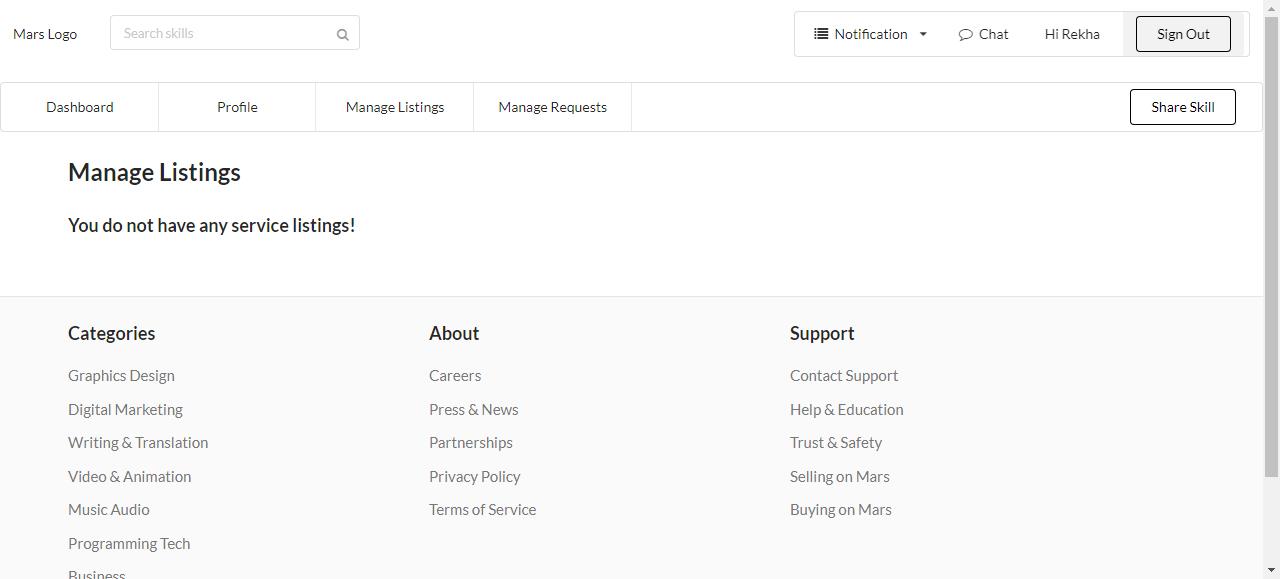 Mars Logo
Search skills
Notification
Chat
Hi Rekha
Sign Out
Dashboard
Profile
Manage Listings
Manage Requests
Share Skill
Manage Listings
You do not have any service listings!
Categories
Graphics Design
Digital Marketing
Writing & Translation
Video & Animation
Music Audio
Programming Tech
Business
About
Careers
Press & News
Partnerships
Privacy Policy
Terms of Service
Support
Contact Support
Help & Education
Trust & Safety
Selling on Mars
Buying on Mars